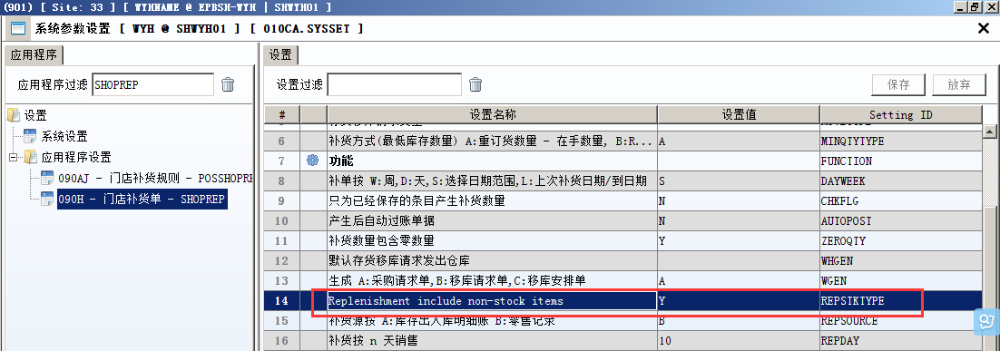 (901) [ Site: 33 ] [ WYHNAME @ EPBSH-WYH | SHWYH01 ]
系统参数设置 [ WYH @ SHWYH01 ] [ 010CA.SYSSET ]
应用程序
应用程序过滤 SHOPREP
设置
系统设置
应用程序设置
090AJ - 门店补货规则 - POSSHOPRE
090H - 门店补货单 - SHOPREP
设置
设置过滤
保存 放弃
# 设置名称 设置值 Setting ID
6 补货方式(最低库存数量) A:重订货数量 - 在手数量, B:R... A MINQTYTYPE
7 功能 FUNCTION
8 补单按 W:周,D:天,S:选择日期范围,L:上次补货日期/到日期 S DAYWEEK
9 只为已经保存的条目产生补货数量 N CHKFLG
10 产生后自动过账单据 N AUTOPOST
11 补货数量包含零数量 Y ZEROQTY
12 默认存货移库请求发出仓库 WHGEN
13 生成 A:采购请求单,B:移库请求单,C:移库安排单 A WGEN
14 Replenishment include non-stock items Y REPSTKTYPE
15 补货源按 A:库存出入库明细账 B:零售记录 B REPSOURCE
16 补货按 n 天销售 10 REPDAY